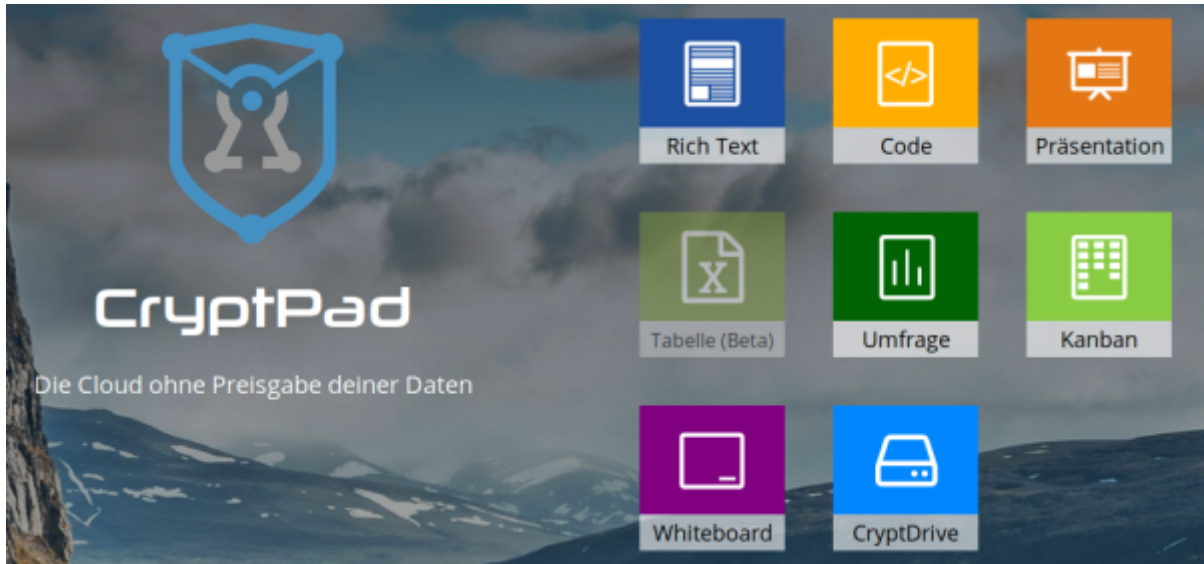 CryptPad
Die Cloud ohne Preisgabe deiner Daten
Rich Text
</>
Code
Präsentation
X
Tabelle (Beta)
Umfrage
Kanban
Whiteboard
CryptDrive